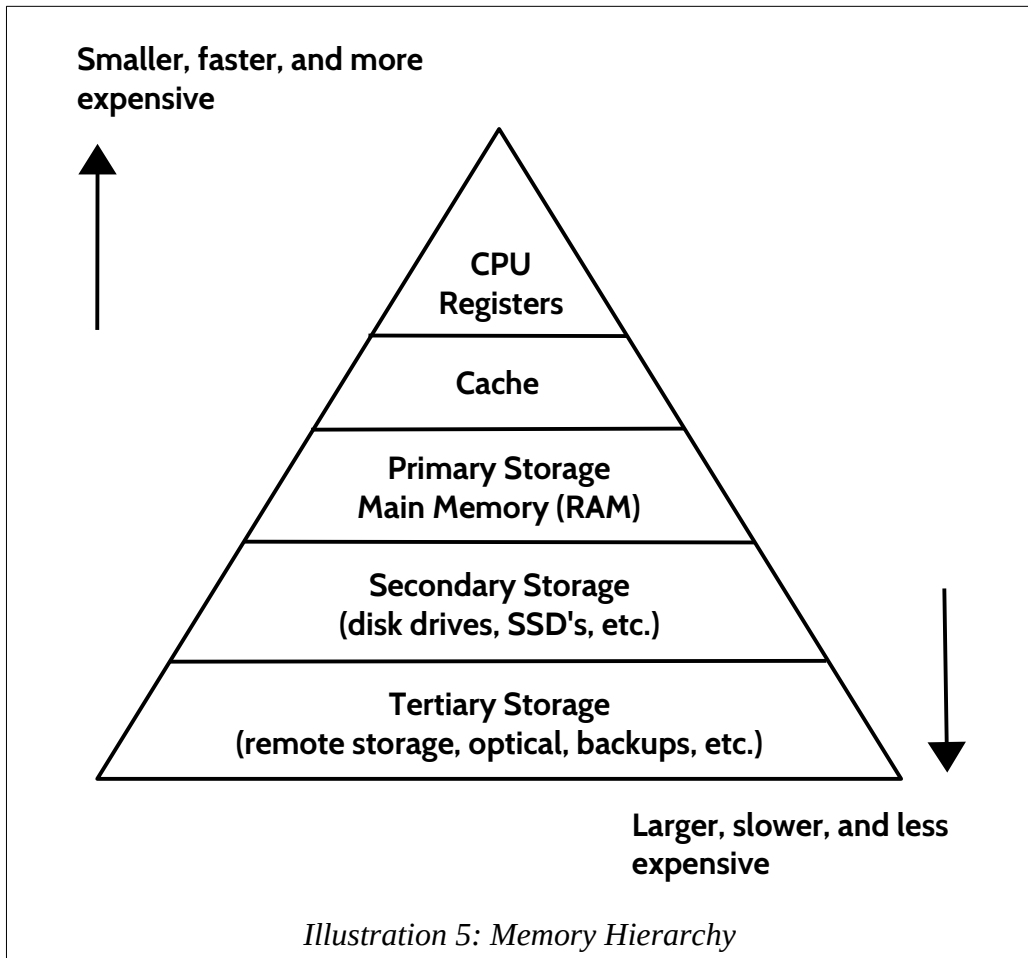 Smaller, faster, and more
expensive
CPU
Registers
Cache
Primary Storage
Main Memory (RAM)
Secondary Storage
(disk drives, SSD's, etc.)
Tertiary Storage
(remote storage, optical, backups, etc.)
Larger, slower, and less
expensive
Illustration 5: Memory Hierarchy